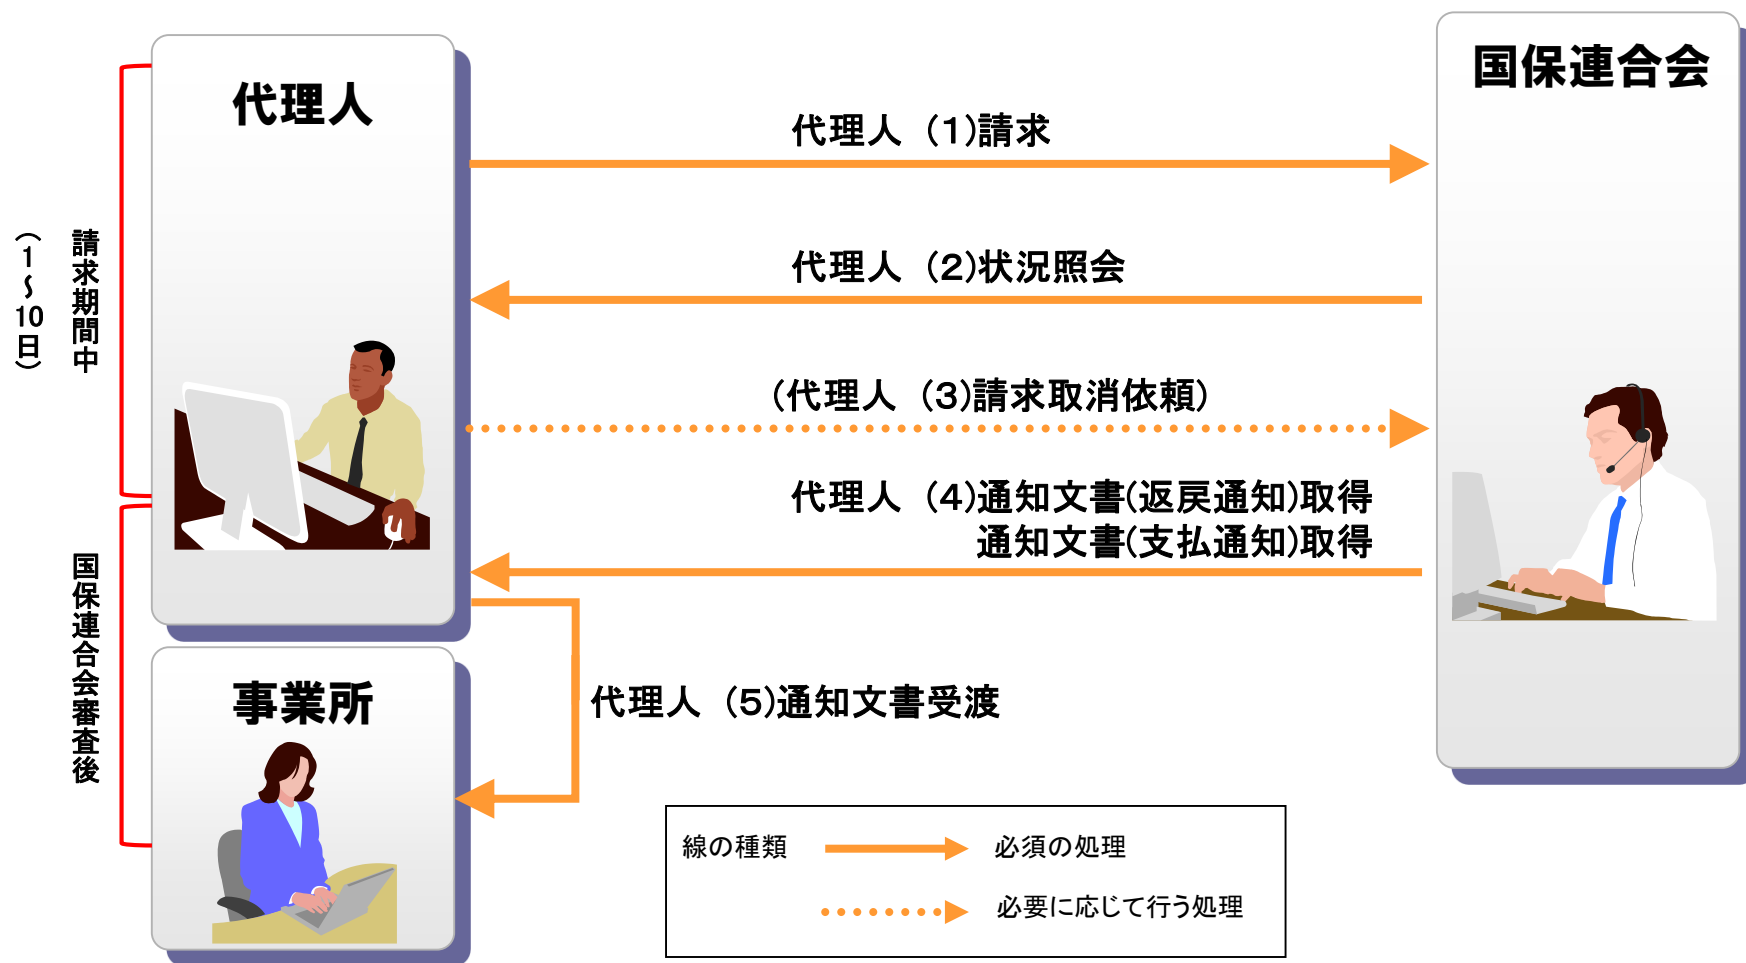 代理人
国保連合会
代理人 (1)請求
代理人 (2)状況照会
請求期間中
(1~10日)
(代理人 (3)請求取消依頼)
代理人 (4)通知文書(返戻通知)取得
通知文書(支払通知)取得
国保連合会審査後
事業所
代理人 (5)通知文書受渡
線の種類
必須の処理
必要に応じて行う処理